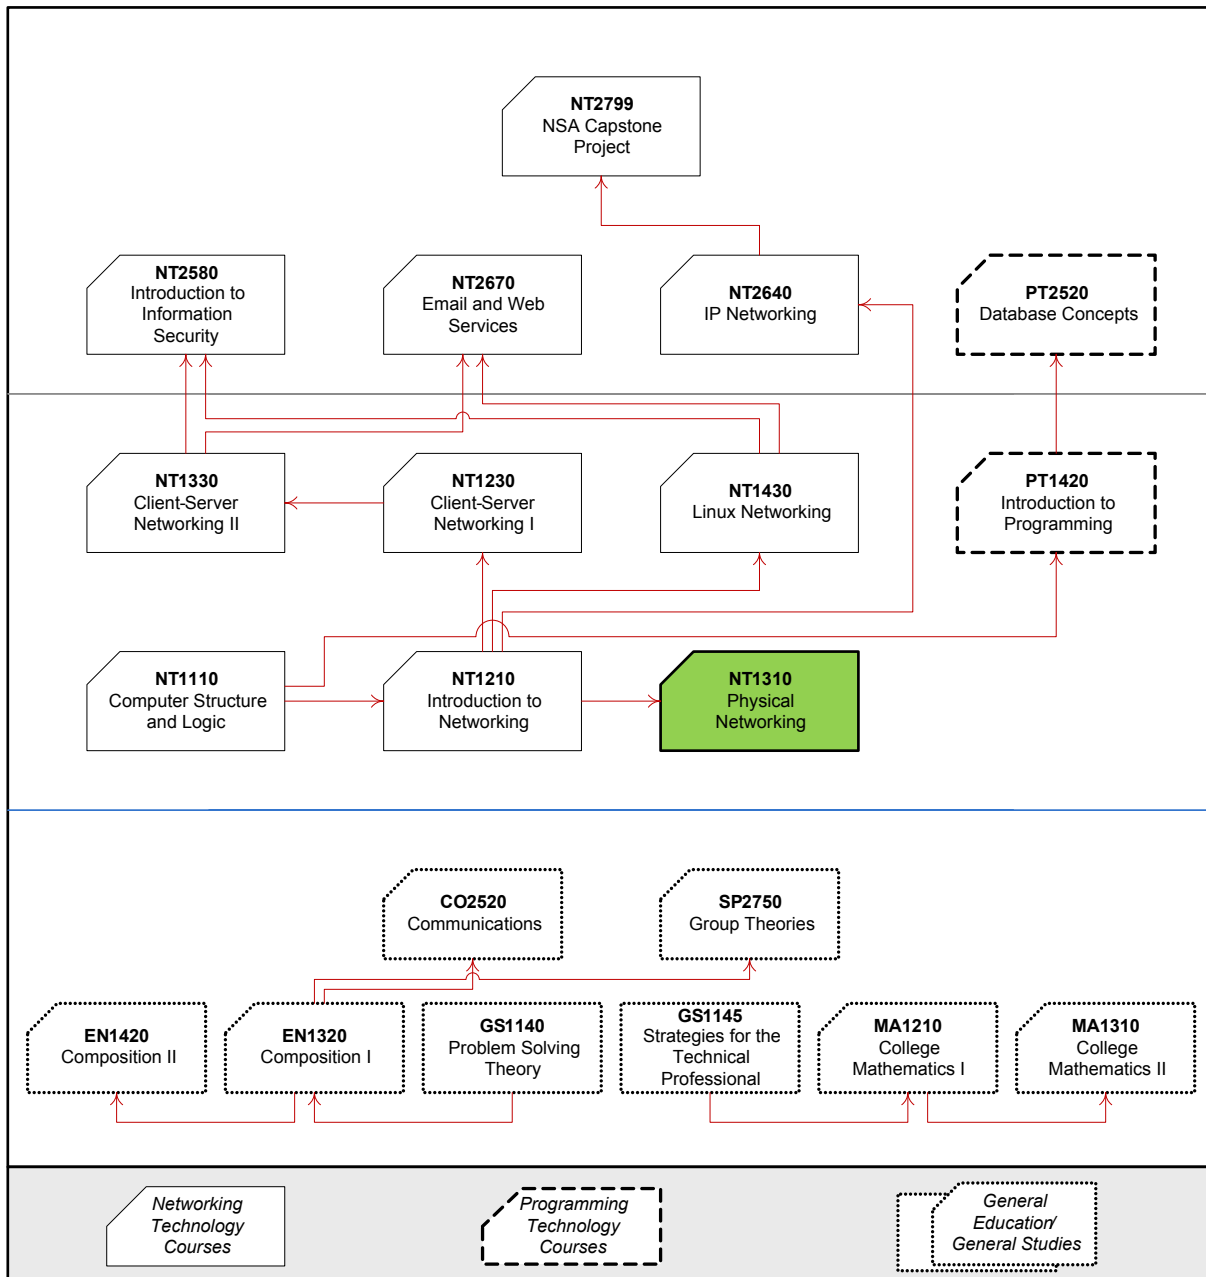 NT2799
NSA Capstone
Project
NT2580
Introduction to
Information
Security
NT2670
Email and Web
Services
NT2640
IP Networking
PT2520
Database Concepts
NT1330
Client-Server
Networking II
NT1230
Client-Server
Networking I
NT1430
Linux Networking
PT1420
Introduction to
Programming
NT1110
Computer Structure
and Logic
NT1210
Introduction to
Networking
NT1310
Physical
Networking
CO2520
Communications
SP2750
Group Theories
EN1420
Composition II
EN1320
Composition I
GS1140
Problem Solving
Theory
GS1145
Strategies for the
Technical
Professional
MA1210
College
Mathematics I
MA1310
College
Mathematics II
Networking
Technology
Courses
Programming
Technology
Courses
General
Education/
General Studies